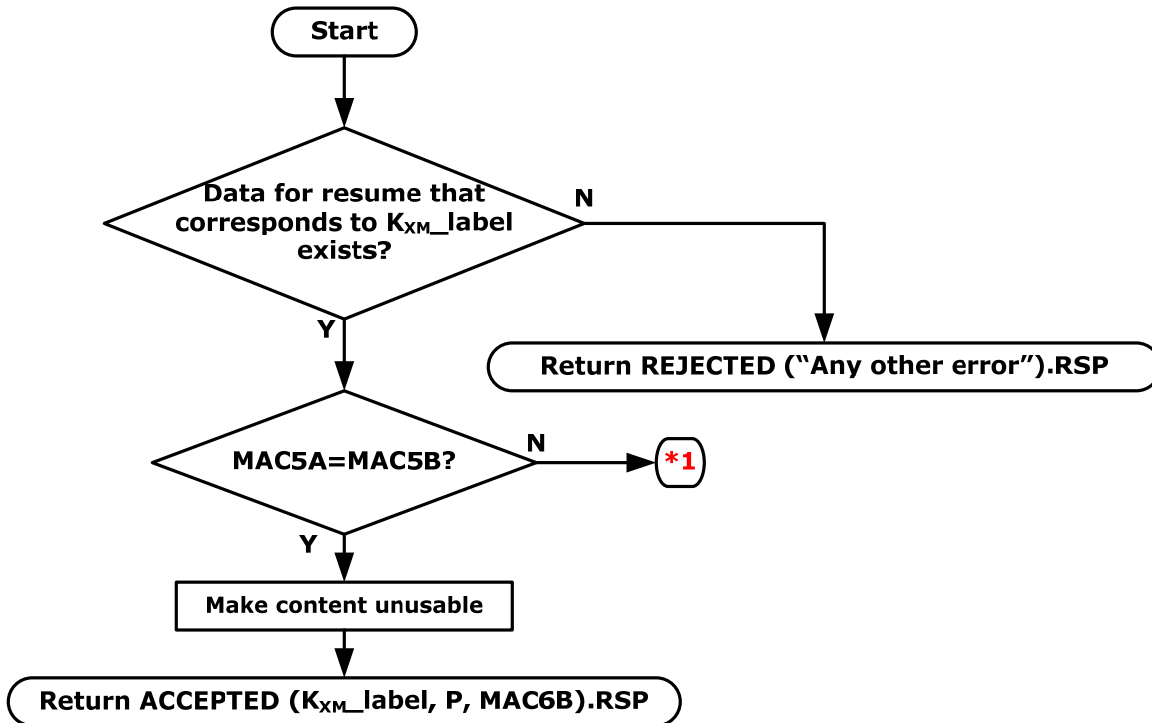 Start
Data for resume that
corresponds to KXM_label
exists?
N
Y
Return REJECTED (“Any other error”).RSP
MAC5A=MAC5B?
N
*1
Y
Make content unusable
Return ACCEPTED (KXM_label, P, MAC6B).RSP